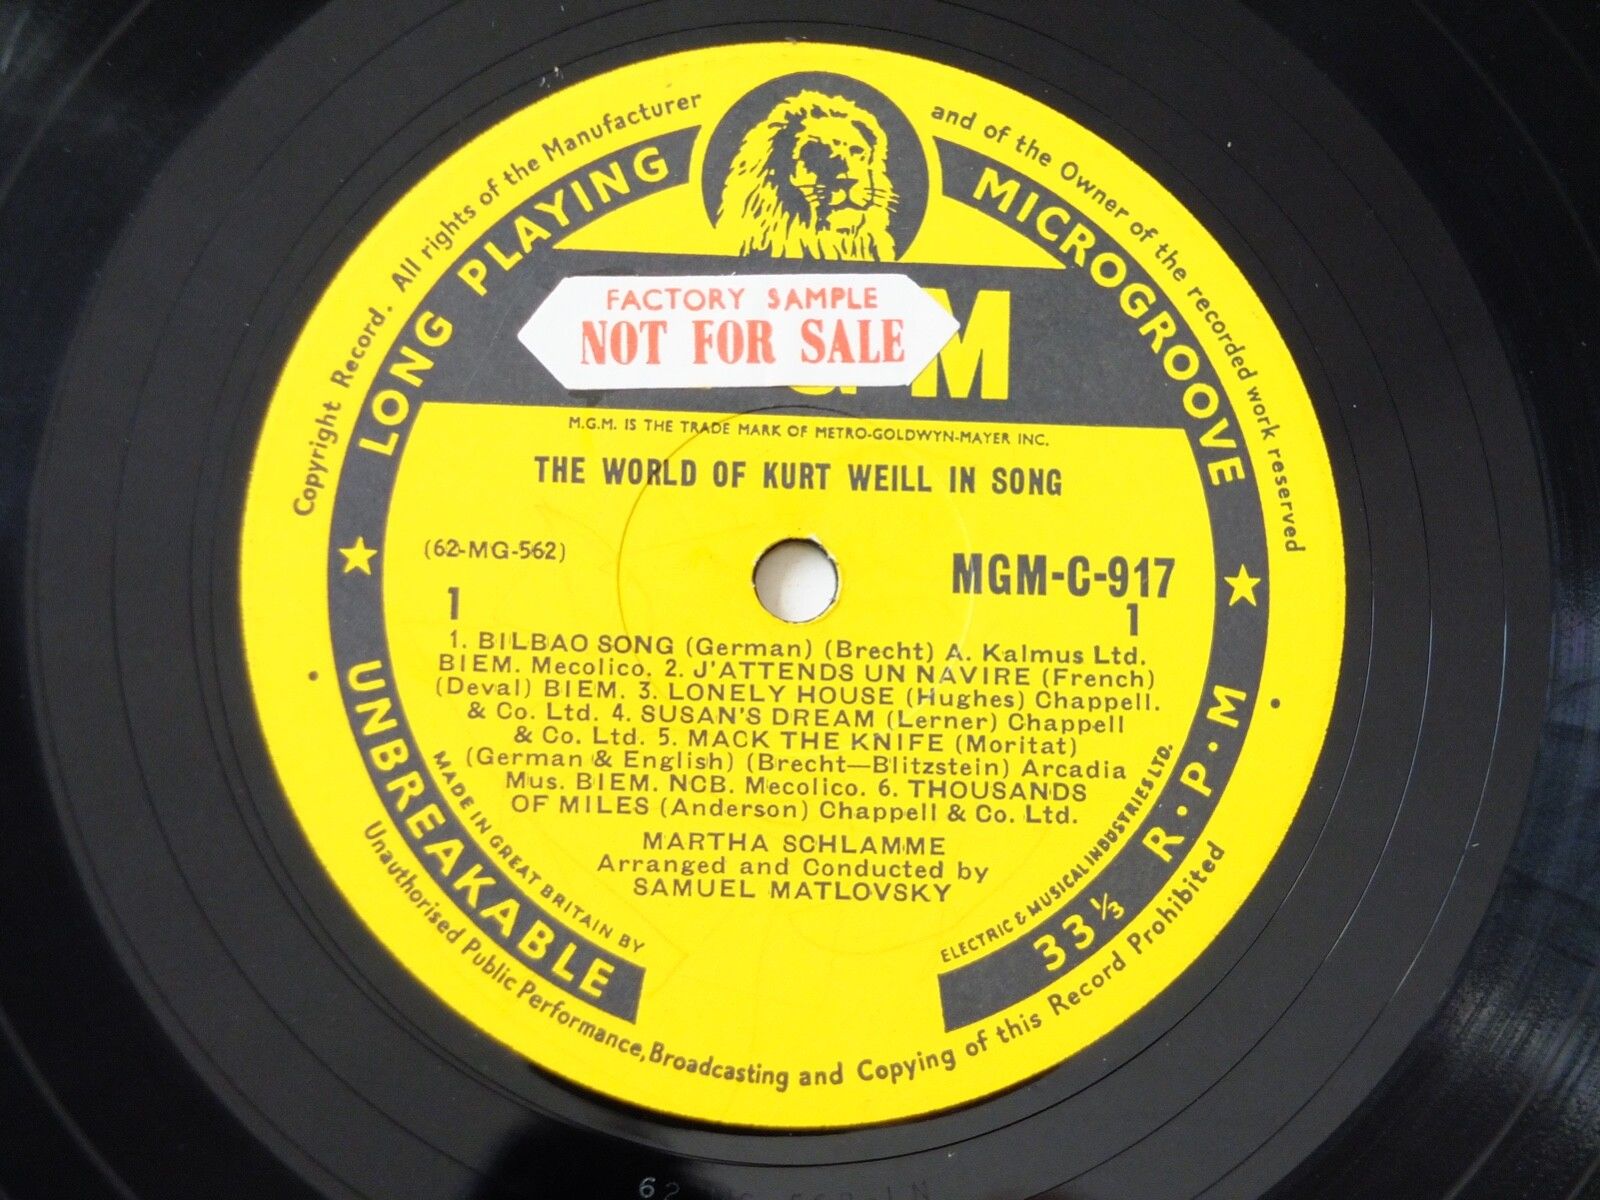 Copyright Record. All rights of the Manufacturer and of the Owner of the recorded work reserved
LONG PLAYING MICROGROOVE
FACTORY SAMPLE
NOT FOR SALE
M
M.G.M. IS THE TRADE MARK OF METRO-GOLDWYN-MAYER INC.
THE WORLD OF KURT WEILL IN SONG
(62-MG-562)
MGM-C-917
1
1
1. BILBAO SONG (German) (Brecht) A. Kalmus Ltd.
BIEM. Mecolico. 2. J'ATTENDS UN NAVIRE (French)
(Deval) BIEM. 3. LONELY HOUSE (Hughes) Chappell.
& Co. Ltd. 4. SUSAN'S DREAM (Lerner) Chappell
& Co. Ltd. 5. MACK THE KNIFE (Moritat)
(German & English) (Brecht—Blitzstein) Arcadia
Mus. BIEM. NCB. Mecolico. 6. THOUSANDS
OF MILES (Anderson) Chappell & Co. Ltd.
MARTHA SCHLAMME
Arranged and Conducted by
SAMUEL MATLOVSKY
MADE IN GREAT BRITAIN BY
ELECTRIC & MUSICAL INDUSTRIES LTD.
UNBREAKABLE
33⅓ R·P·M
Unauthorised Public Performance, Broadcasting and Copying of this Record Prohibited